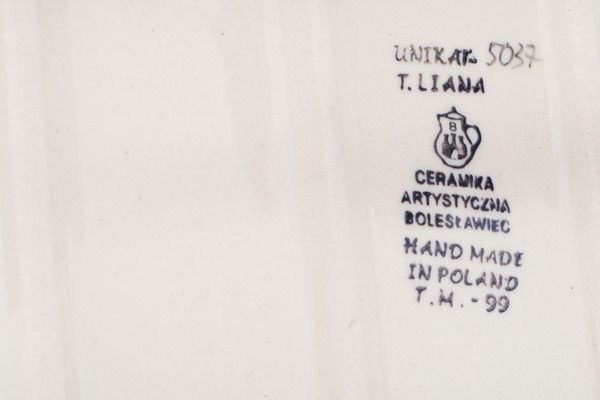 UNIKAT 5037
T. LIANA
B
CERAMIKA
ARTYSTYCZNA
BOLESŁAWIEC
HAND MADE
IN POLAND
T.M. - 99